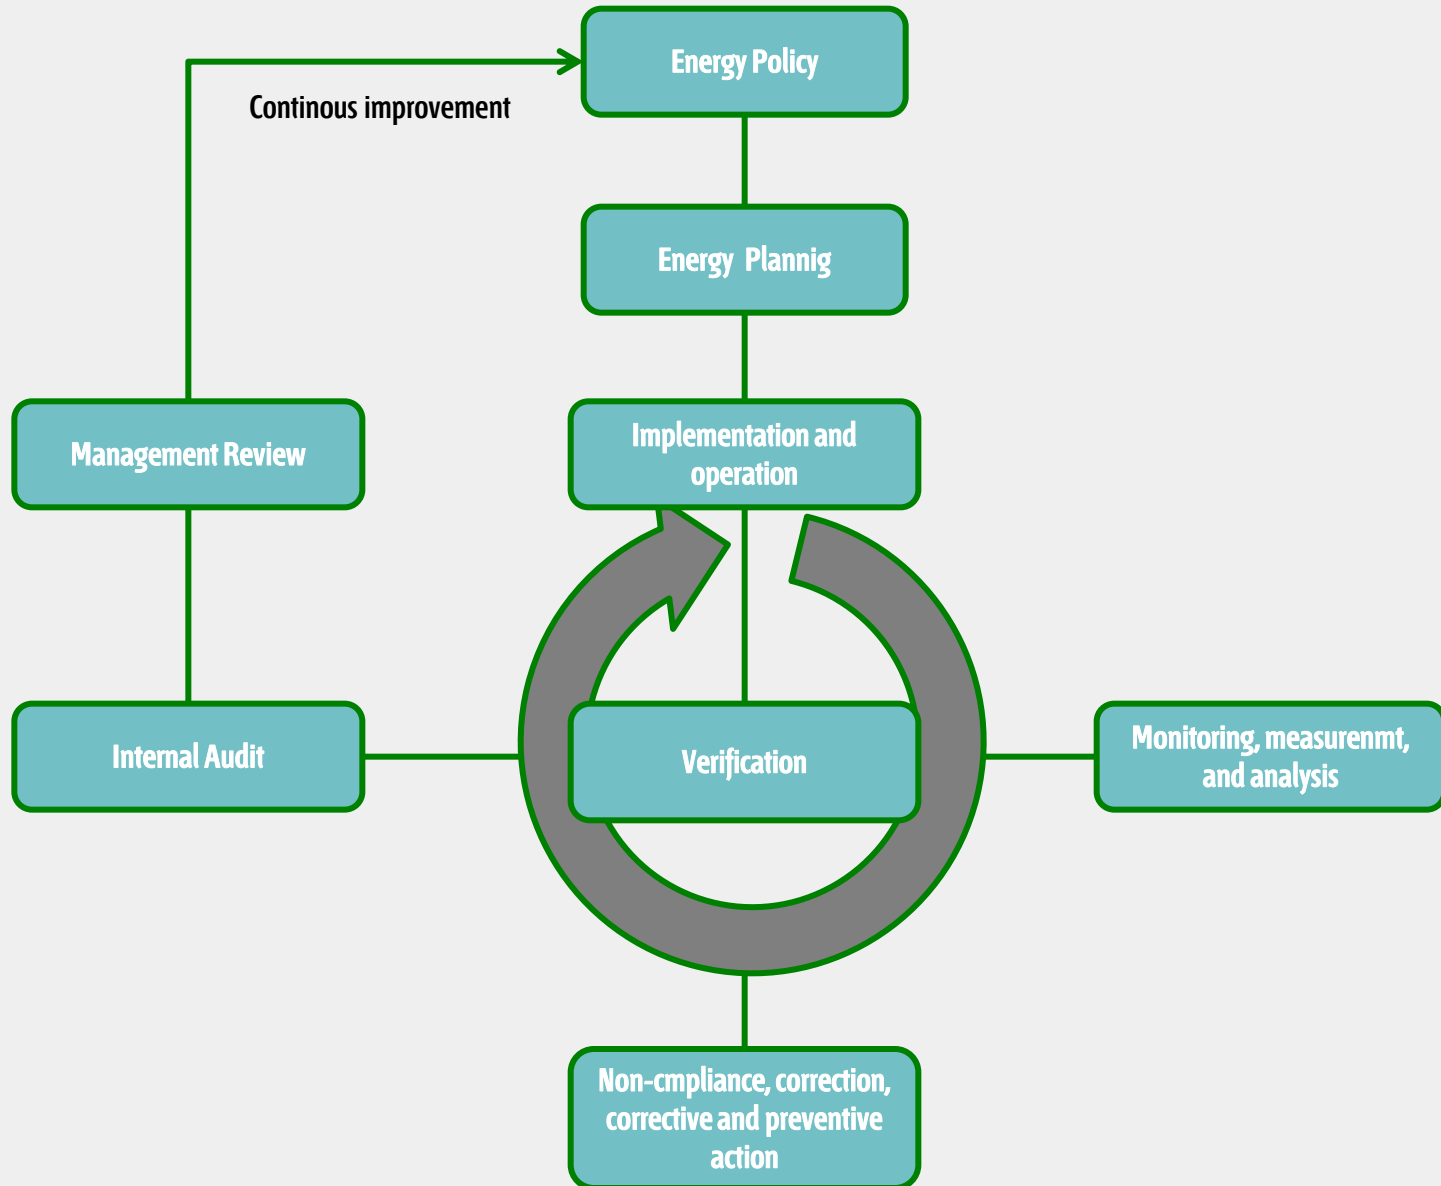 Energy Policy
Continous improvement
Energy Plannig
Management Review
Implementation and
operation
Internal Audit
Verification
Monitoring, measurenmt,
and analysis
Non-cmpliance, correction,
corrective and preventive
action